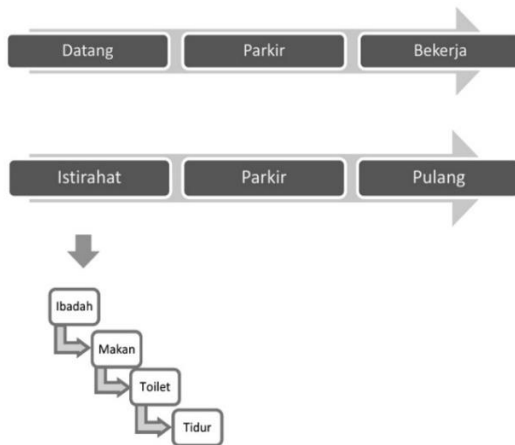 Datang Parkir Bekerja
Istirahat Parkir Pulang
Ibadah
Makan
Toilet
Tidur